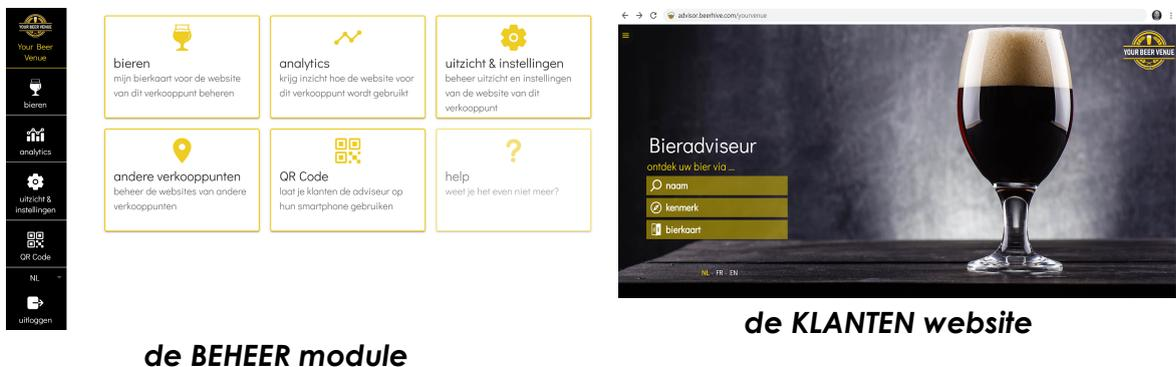 YOUR BEER VENUE
Your Beer
Venue
bieren
analytics
uitzicht &
instellingen
QR Code
NL
uitloggen
bieren
mijn bierkaart voor de website
van dit verkooppunt beheren
analytics
krijg inzicht hoe de website voor
dit verkooppunt wordt gebruikt
uitzicht & instellingen
beheer uitzicht en instellingen
van de website van dit
verkooppunt
andere verkooppunten
beheer de websites van andere
verkooppunten
QR Code
laat je klanten de adviseur op
hun smartphone gebruiken
help
weet je het even niet meer?
de BEHEER module
advisor.beerhive.com/yourvenue
YOUR BEER VENUE
Bieradviseur
ontdek uw bier via ...
naam
kenmerk
bierkaart
NL - FR - EN
de KLANTEN website